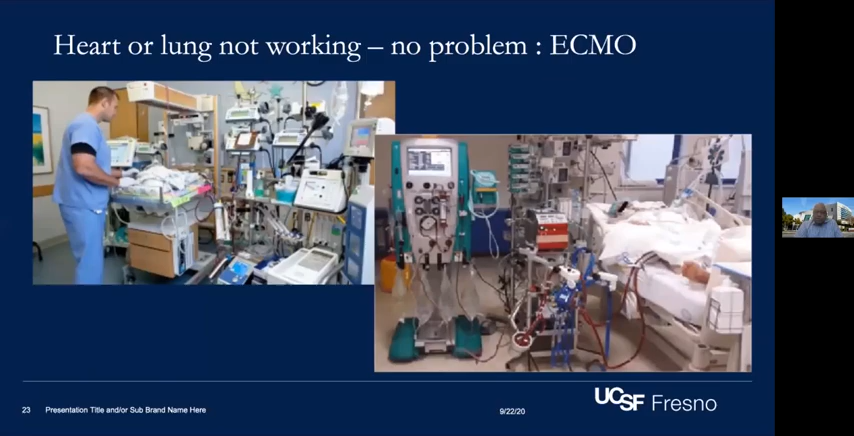 Heart or lung not working – no problem : ECMO
23 Presentation Title and/or Sub Brand Name Here
9/22/20
UCSF Fresno